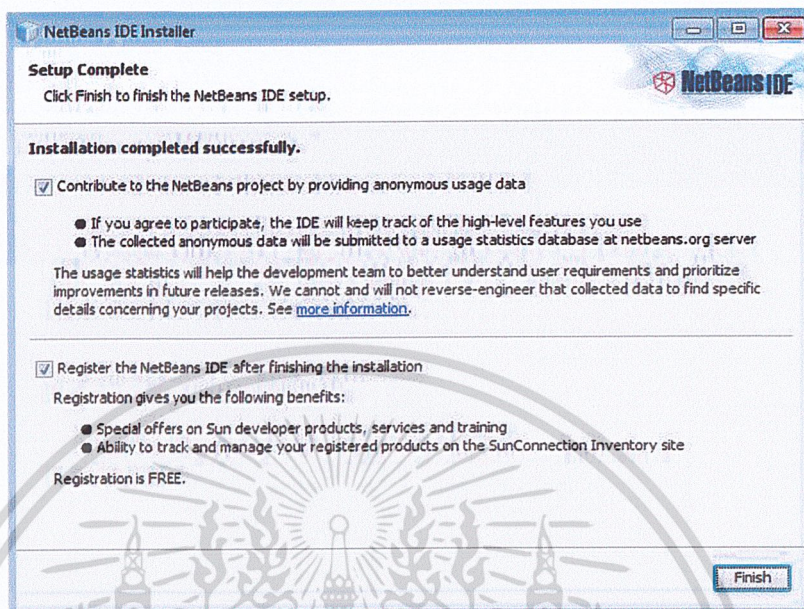 NetBeans IDE Installer
Setup Complete
Click Finish to finish the NetBeans IDE setup.
NetBeans IDE
Installation completed successfully.
Contribute to the NetBeans project by providing anonymous usage data
If you agree to participate, the IDE will keep track of the high-level features you use
The collected anonymous data will be submitted to a usage statistics database at netbeans.org server
The usage statistics will help the development team to better understand user requirements and prioritize
improvements in future releases. We cannot and will not reverse-engineer that collected data to find specific
details concerning your projects. See more information.
Register the NetBeans IDE after finishing the installation
Registration gives you the following benefits:
Special offers on Sun developer products, services and training
Ability to track and manage your registered products on the SunConnection Inventory site
Registration is FREE.
Finish